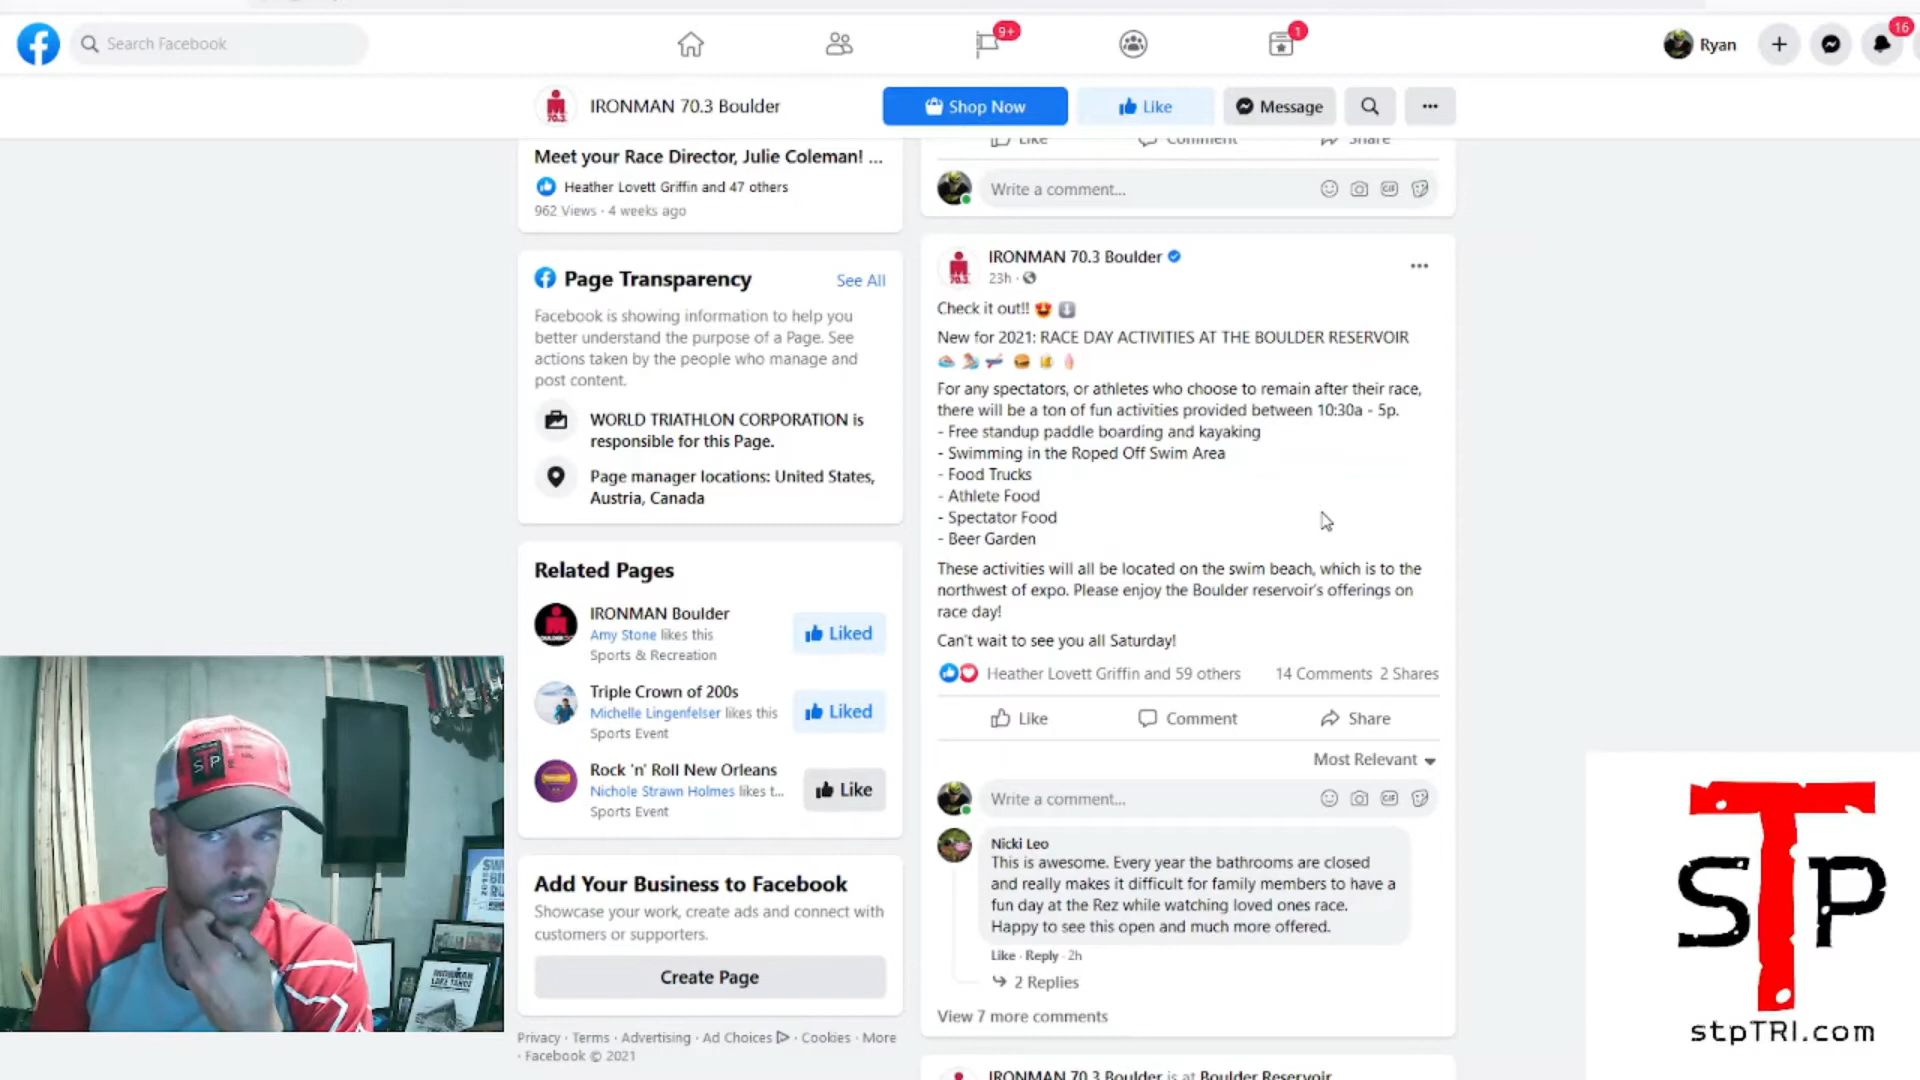 Search Facebook
9+
1
Ryan
16
IRONMAN 70.3 Boulder
Shop Now
Like
Message
Meet your Race Director, Julie Coleman! ...
Heather Lovett Griffin and 47 others
962 Views · 4 weeks ago
Page Transparency
See All
Facebook is showing information to help you
better understand the purpose of a Page. See
actions taken by the people who manage and
post content.
WORLD TRIATHLON CORPORATION is
responsible for this Page.
Page manager locations: United States,
Austria, Canada
Related Pages
IRONMAN Boulder
Amy Stone likes this
Sports & Recreation
Liked
Triple Crown of 200s
Michelle Lingenfelser likes this
Sports Event
Liked
Rock 'n' Roll New Orleans
Nichole Strawn Holmes likes t...
Sports Event
Like
Add Your Business to Facebook
Showcase your work, create ads and connect with
customers or supporters.
Create Page
Privacy · Terms · Advertising · Ad Choices · Cookies · More
· Facebook © 2021
Like Comment Share
Write a comment...
IRONMAN 70.3 Boulder
23h ·
Check it out!!
New for 2021: RACE DAY ACTIVITIES AT THE BOULDER RESERVOIR
For any spectators, or athletes who choose to remain after their race,
there will be a ton of fun activities provided between 10:30a - 5p.
- Free standup paddle boarding and kayaking
- Swimming in the Roped Off Swim Area
- Food Trucks
- Athlete Food
- Spectator Food
- Beer Garden
These activities will all be located on the swim beach, which is to the
northwest of expo. Please enjoy the Boulder reservoir's offerings on
race day!
Can't wait to see you all Saturday!
Heather Lovett Griffin and 59 others
14 Comments 2 Shares
Like Comment Share
Most Relevant
Write a comment...
Nicki Leo
This is awesome. Every year the bathrooms are closed
and really makes it difficult for family members to have a
fun day at the Rez while watching loved ones race.
Happy to see this open and much more offered.
Like · Reply · 2h
2 Replies
View 7 more comments
IRONMAN 70.3 Boulder is at Boulder Reservoir
STP
IRONMAN
LAKE TAHOE
STP
stpTRI.com